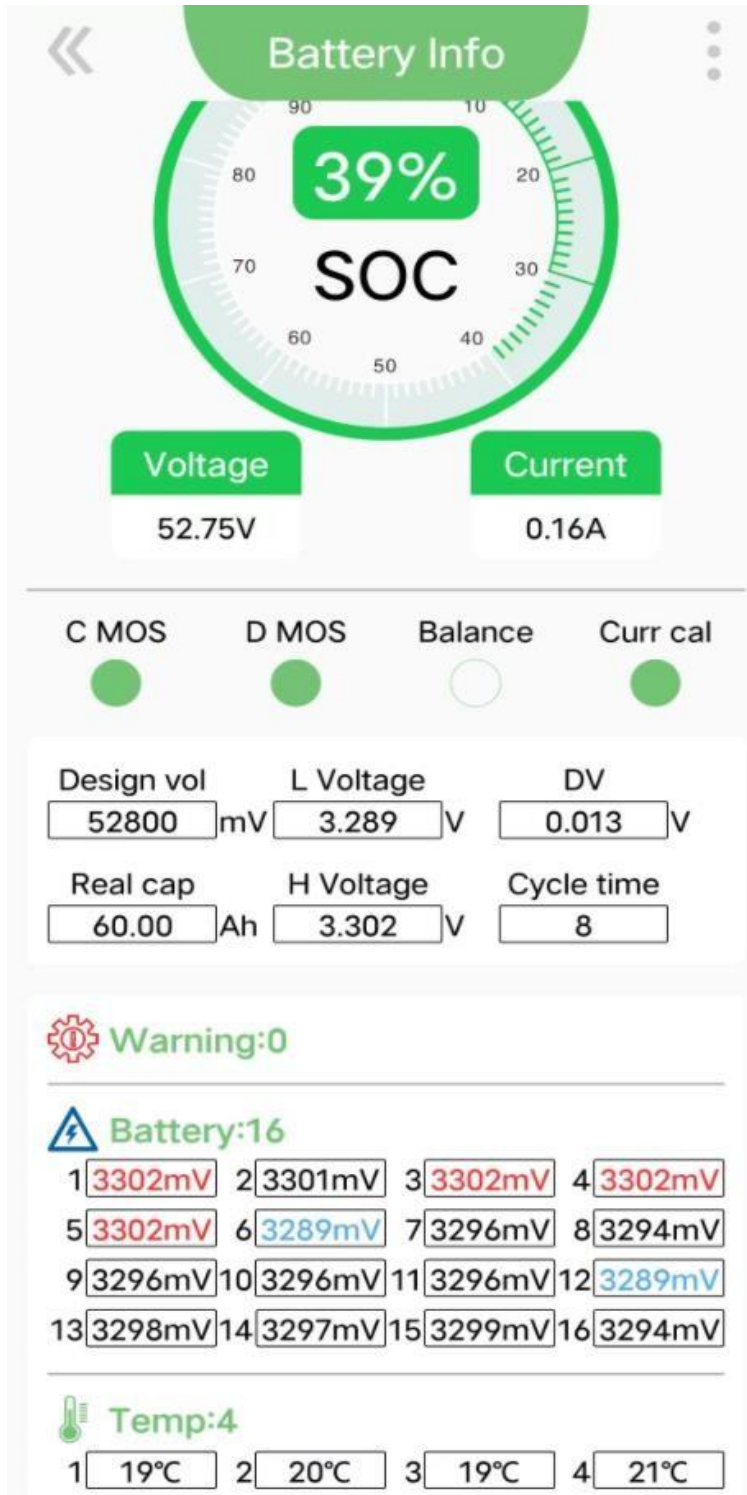 Battery Info
90 10
80 39% 20
70 SOC 30
60 40
50
Voltage Current
52.75V 0.16A
C MOS D MOS Balance Curr cal
Design vol L Voltage DV
52800 mV 3.289 V 0.013 V
Real cap H Voltage Cycle time
60.00 Ah 3.302 V 8
Warning:0
Battery:16
1 3302mV 2 3301mV 3 3302mV 4 3302mV
5 3302mV 6 3289mV 7 3296mV 8 3294mV
9 3296mV 10 3296mV 11 3296mV 12 3289mV
13 3298mV 14 3297mV 15 3299mV 16 3294mV
Temp:4
1 19℃ 2 20℃ 3 19℃ 4 21℃